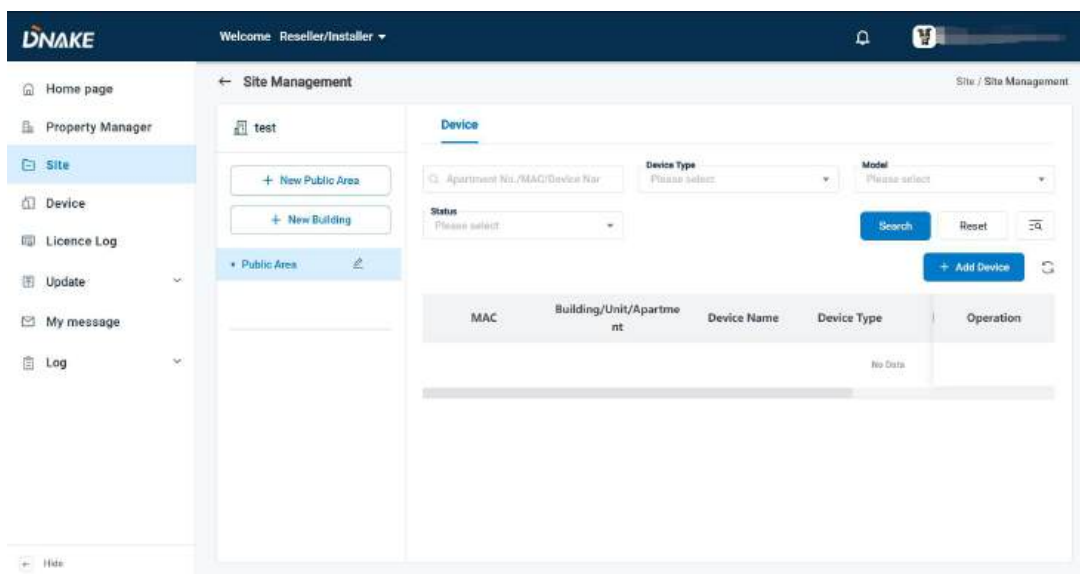 DNAKE
Welcome Reseller/Installer
Home page
Property Manager
Site
Device
Licence Log
Update
My message
Log
Hide
← Site Management
Site / Site Management
test
+ New Public Area
+ New Building
• Public Area
Device
Apartment No./MAC/Device Nar
Device Type
Please select
Model
Please select
Status
Please select
Search
Reset
+ Add Device
MAC
Building/Unit/Apartme
nt
Device Name
Device Type
Operation
No Data